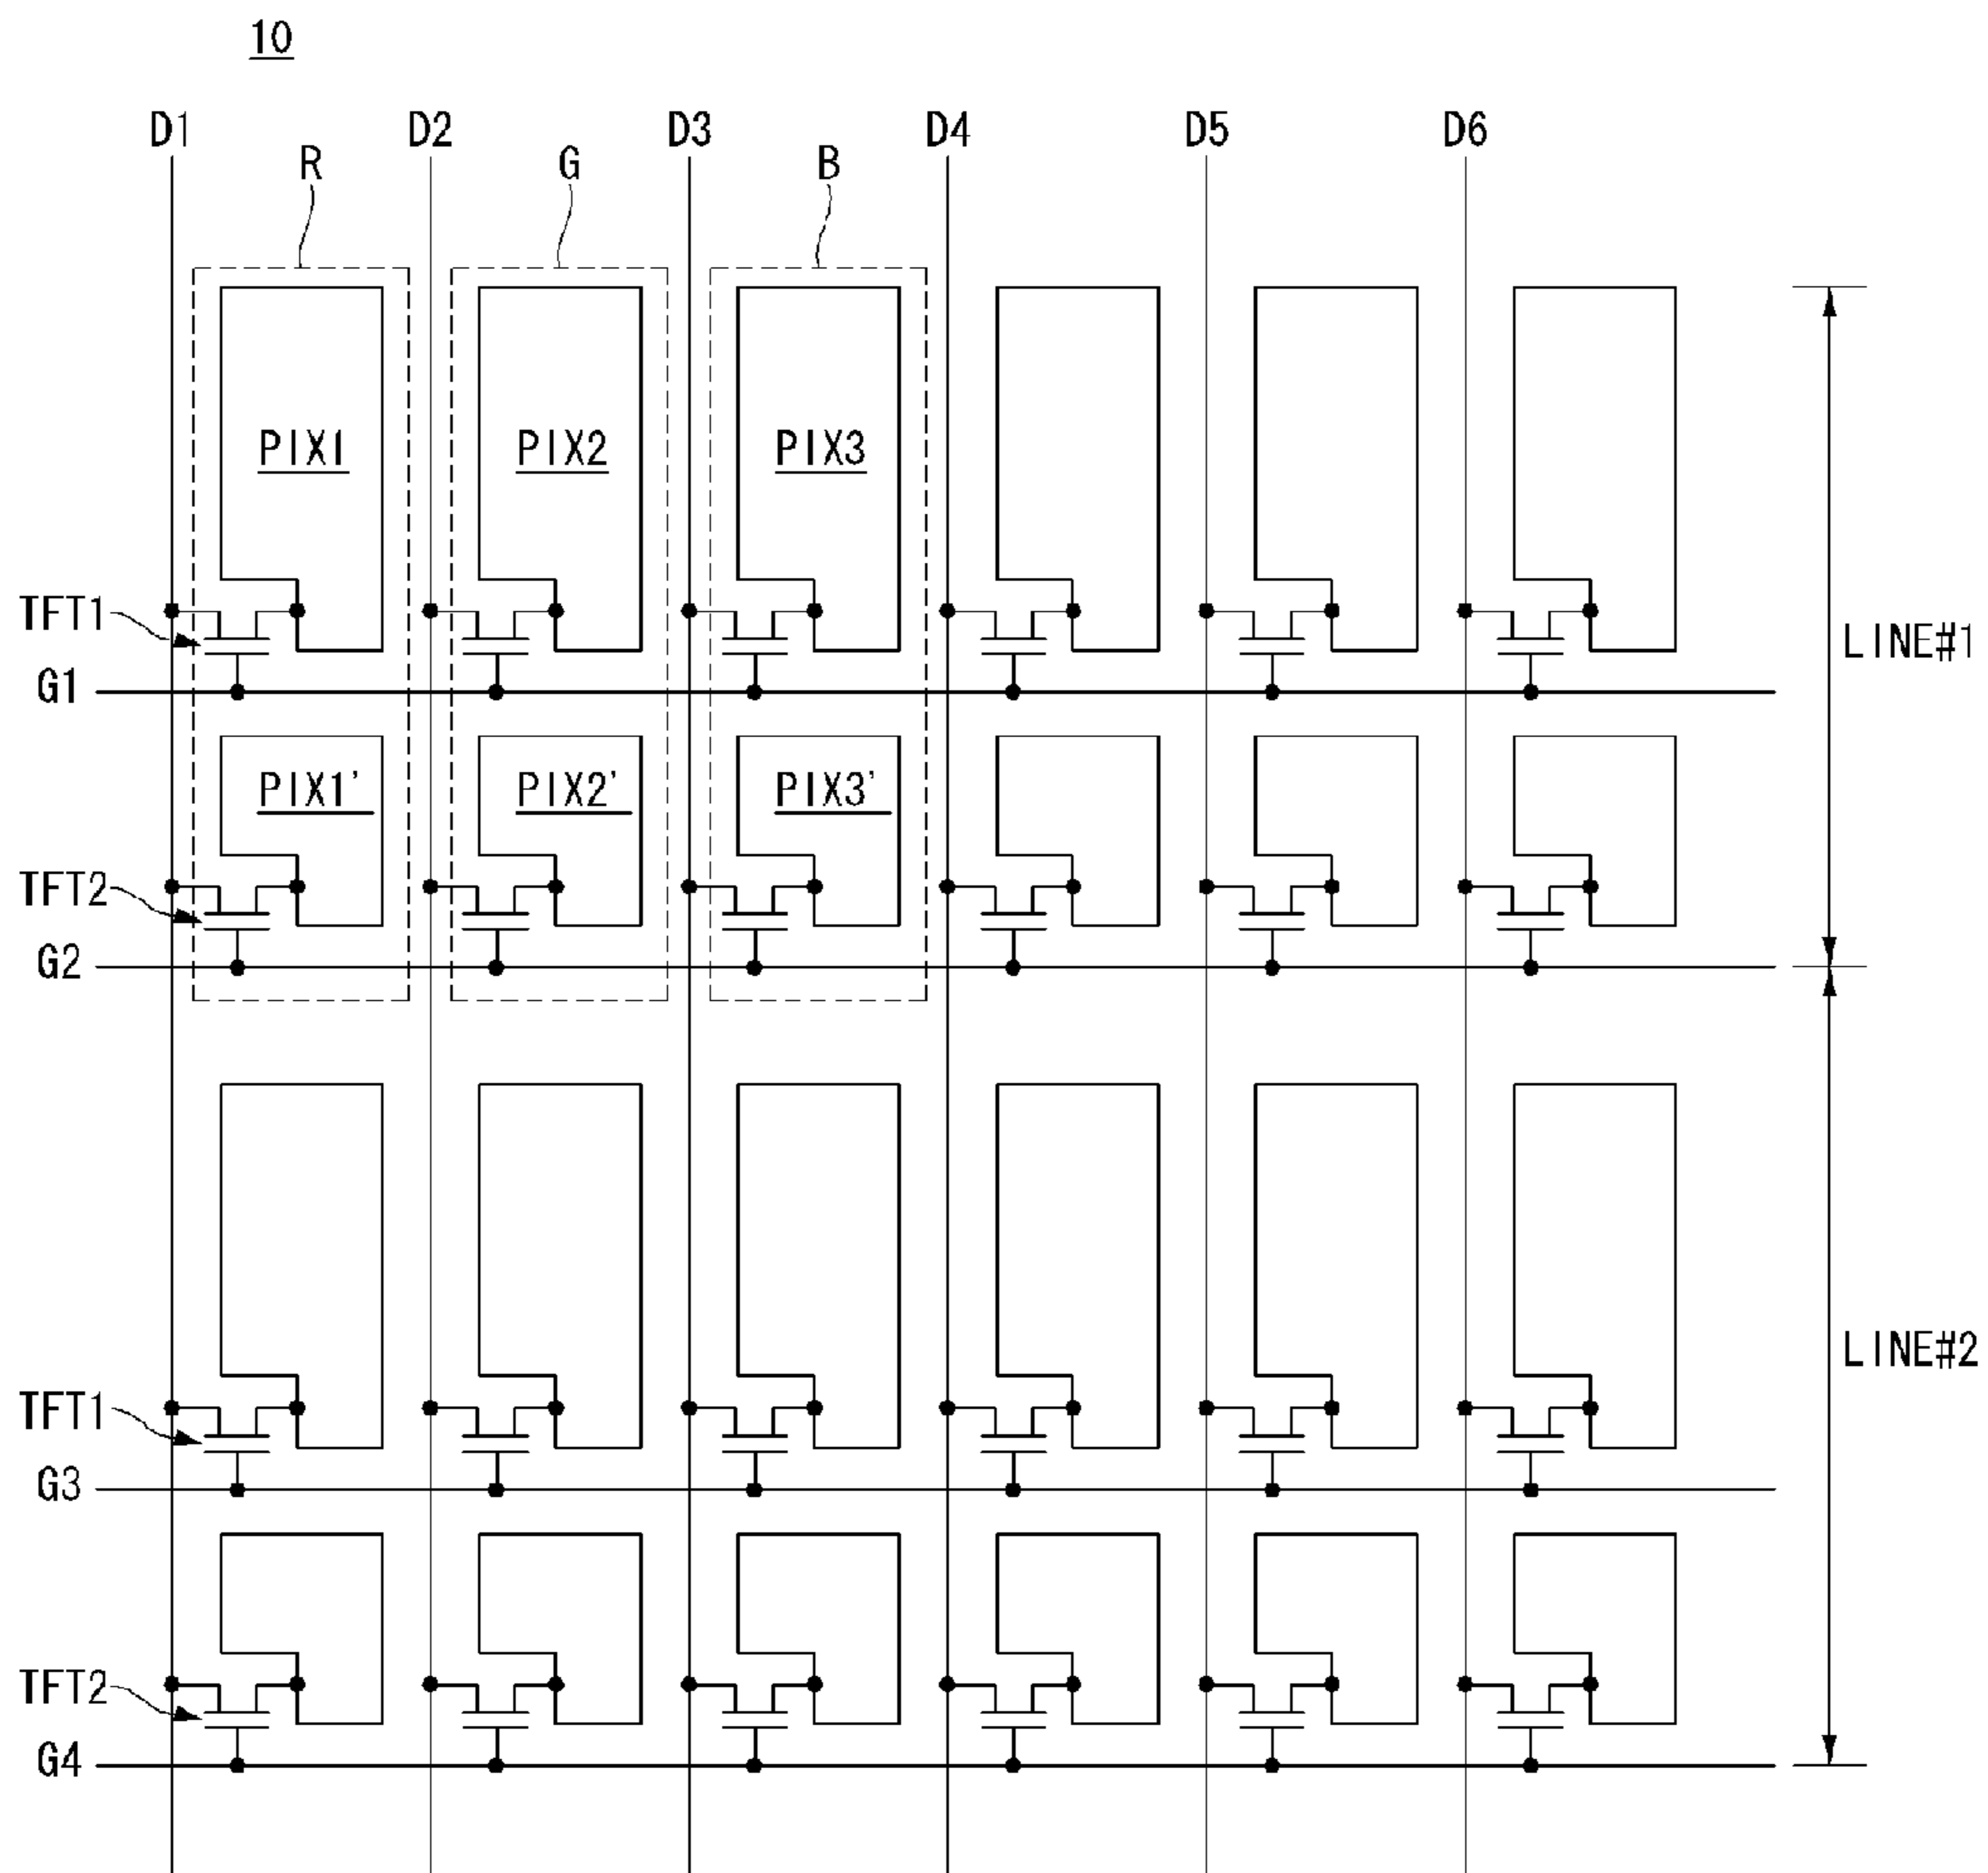 10
D1 D2 D3 D4 D5 D6
R G B
PIX1 PIX2 PIX3
TFT1
LINE#1
G1
PIX1' PIX2' PIX3'
TFT2
G2
LINE#2
TFT1
G3
TFT2
G4